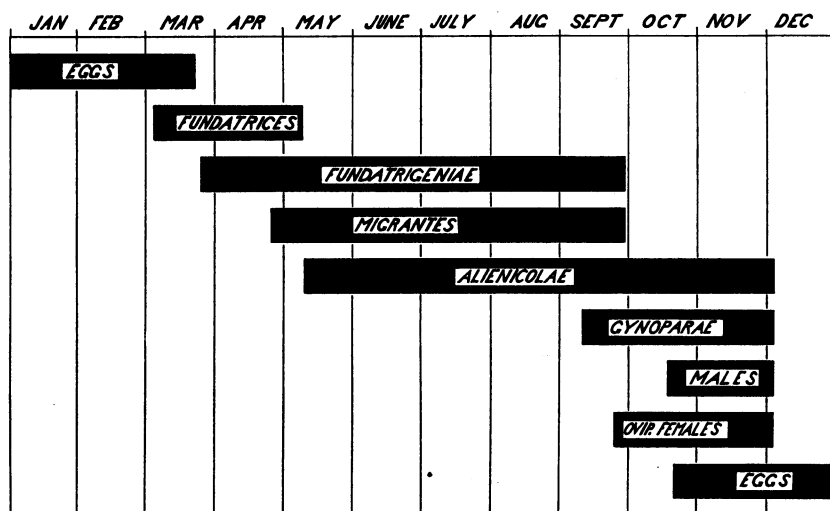 JAN FEB MAR APR MAY JUNE JULY AUG SEPT OCT NOV DEC
EGGS
FUNDATRICES
FUNDATRIGENIAE
MIGRANTES
ALIENICOLAE
GYNOPARAE
MALES
OVIP. FEMALES
EGGS